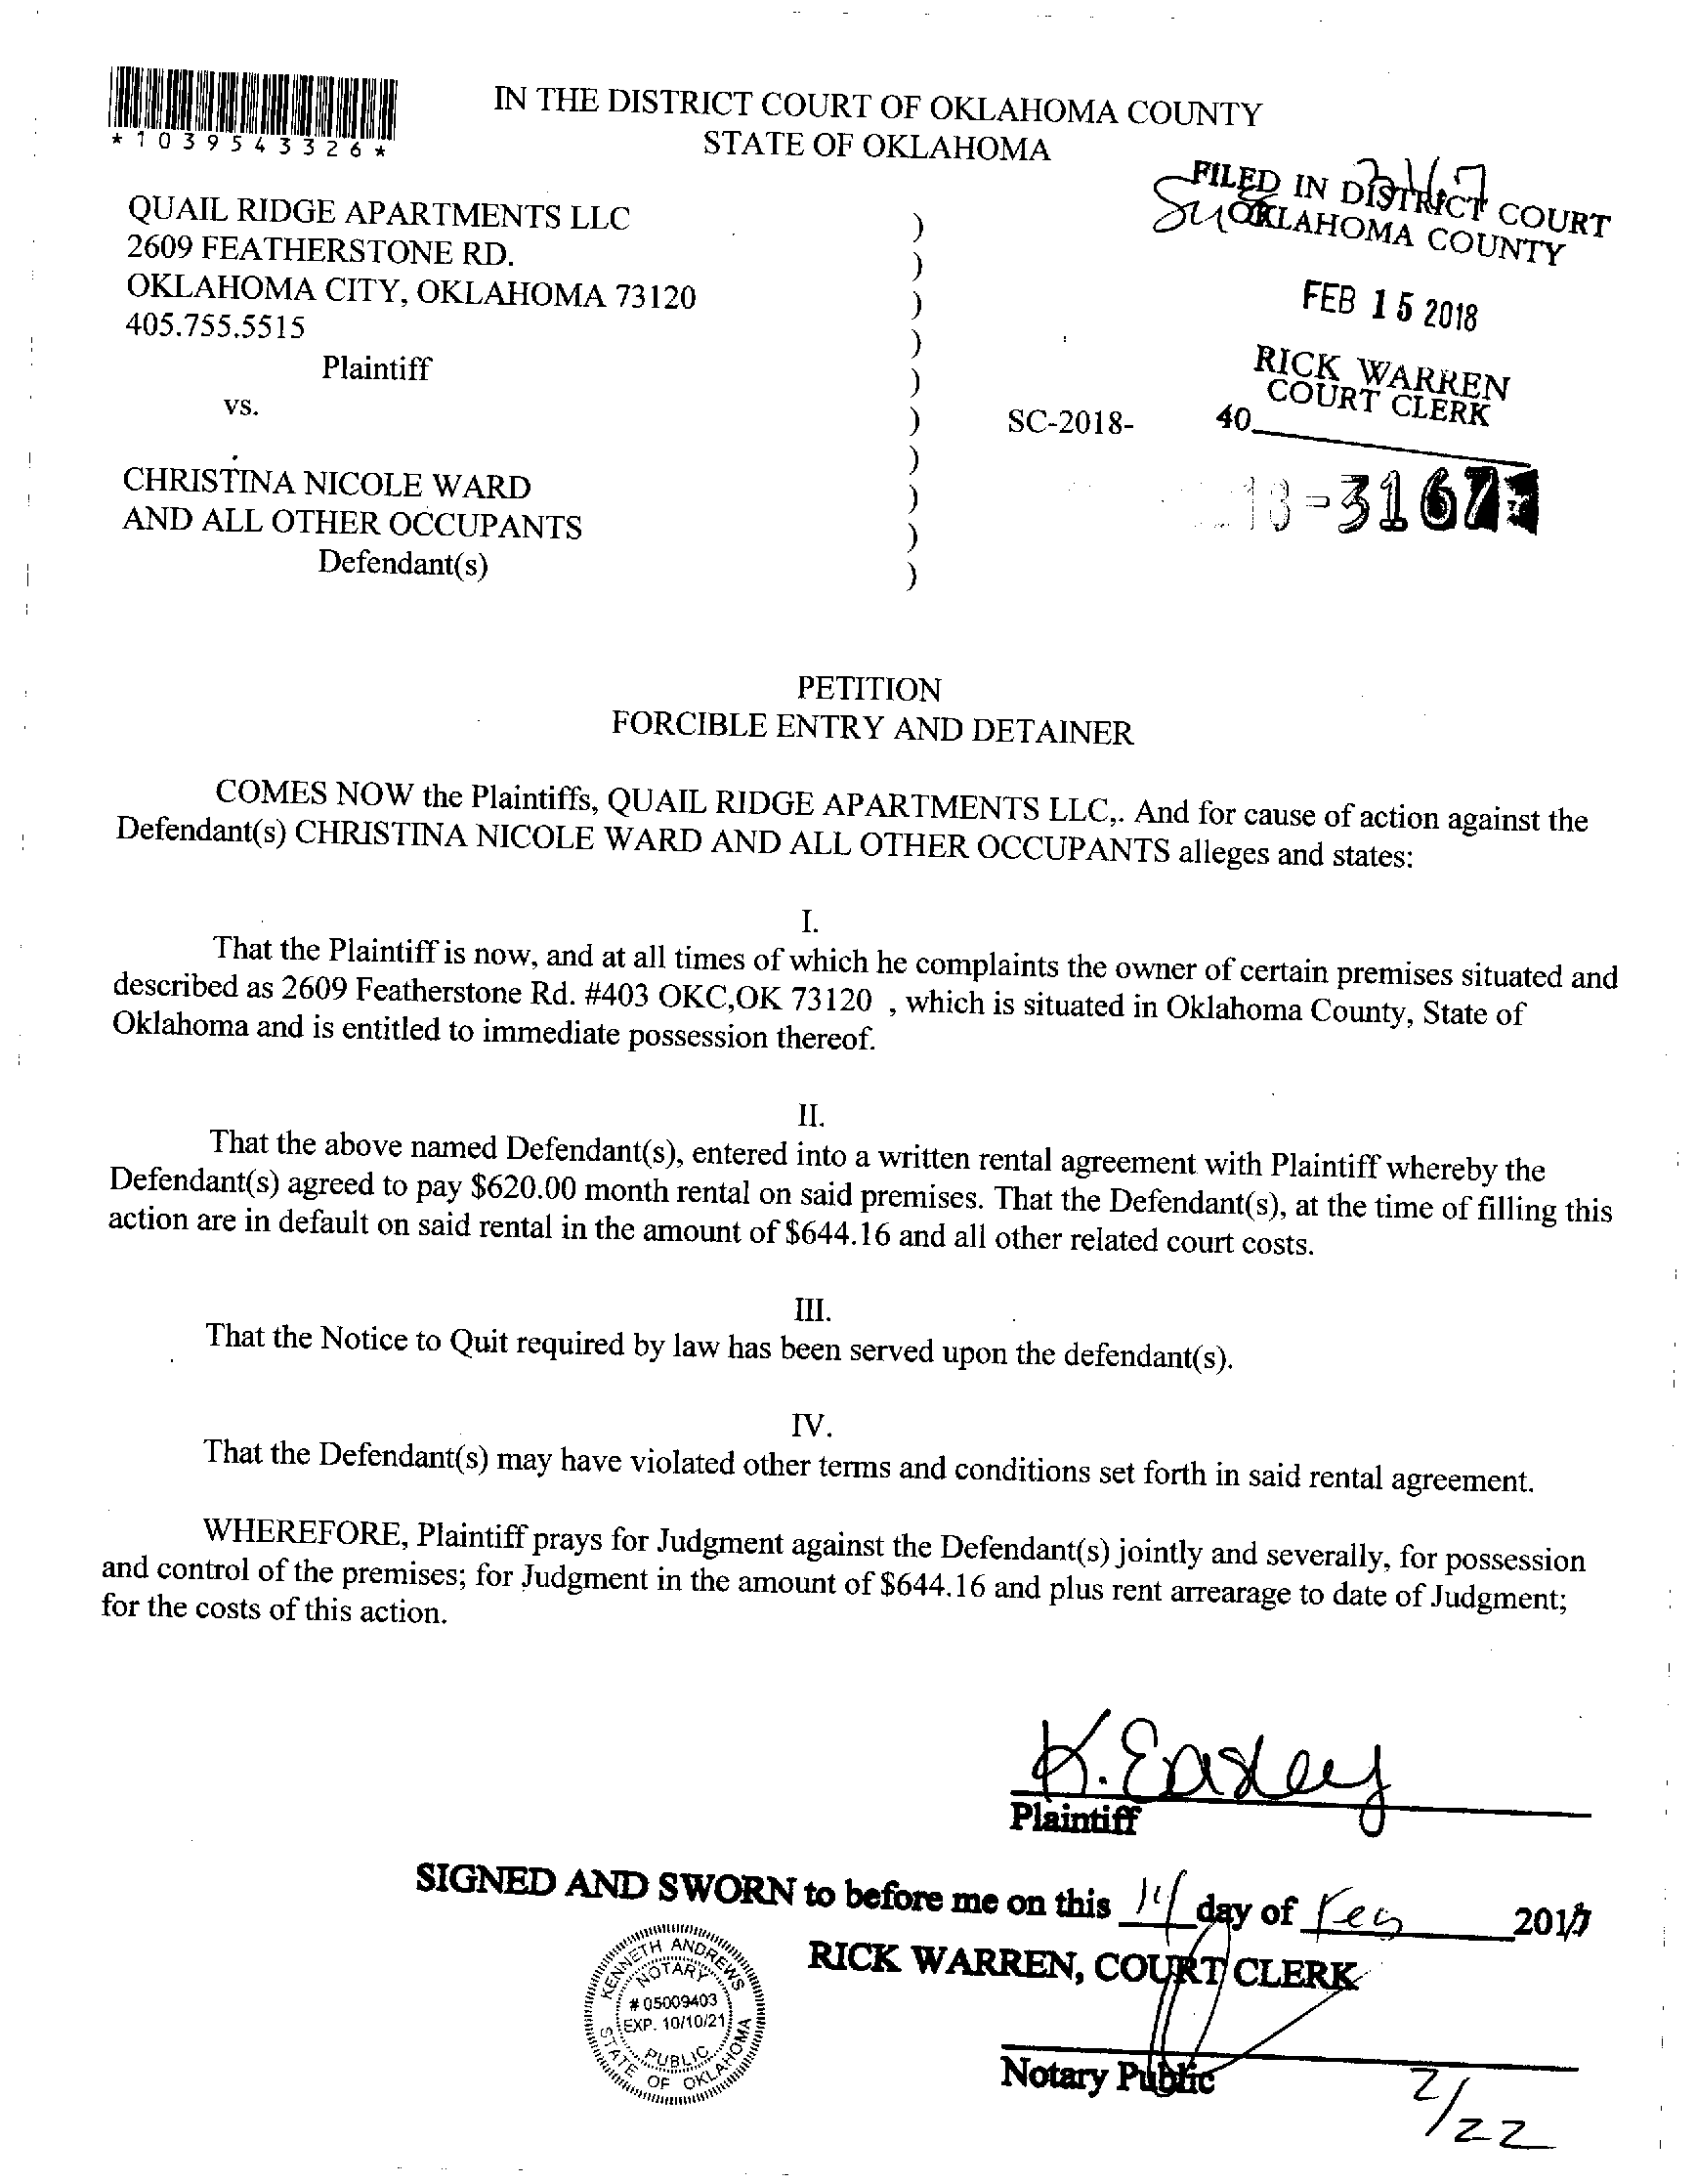 *1039543326*
IN THE DISTRICT COURT OF OKLAHOMA COUNTY
STATE OF OKLAHOMA
FILED IN DISTRICT COURT
OKLAHOMA COUNTY
FEB 15 2018
RICK WARREN
COURT CLERK
40
QUAIL RIDGE APARTMENTS LLC )
2609 FEATHERSTONE RD. )
OKLAHOMA CITY, OKLAHOMA 73120 )
405.755.5515 )
Plaintiff )
vs. ) SC-2018-
)
CHRISTINA NICOLE WARD )
AND ALL OTHER OCCUPANTS )
Defendant(s) )
PETITION
FORCIBLE ENTRY AND DETAINER
COMES NOW the Plaintiffs, QUAIL RIDGE APARTMENTS LLC,. And for cause of action against the
Defendant(s) CHRISTINA NICOLE WARD AND ALL OTHER OCCUPANTS alleges and states:
I.
That the Plaintiff is now, and at all times of which he complaints the owner of certain premises situated and
described as 2609 Featherstone Rd. #403 OKC,OK 73120 , which is situated in Oklahoma County, State of
Oklahoma and is entitled to immediate possession thereof.
II.
That the above named Defendant(s), entered into a written rental agreement with Plaintiff whereby the
Defendant(s) agreed to pay $620.00 month rental on said premises. That the Defendant(s), at the time of filling this
action are in default on said rental in the amount of $644.16 and all other related court costs.
III.
That the Notice to Quit required by law has been served upon the defendant(s).
IV.
That the Defendant(s) may have violated other terms and conditions set forth in said rental agreement.
WHEREFORE, Plaintiff prays for Judgment against the Defendant(s) jointly and severally, for possession
and control of the premises; for Judgment in the amount of $644.16 and plus rent arrearage to date of Judgment;
for the costs of this action.
K. Easley
Plaintiff
SIGNED AND SWORN to before me on this 14 day of
RICK WARREN, COURT CLERK
KENNETH ANDREWS
NOTARY
# 05009403
EXP. 10/10/21
PUBLIC
STATE OF OKLAHOMA
Notary Public
2/22